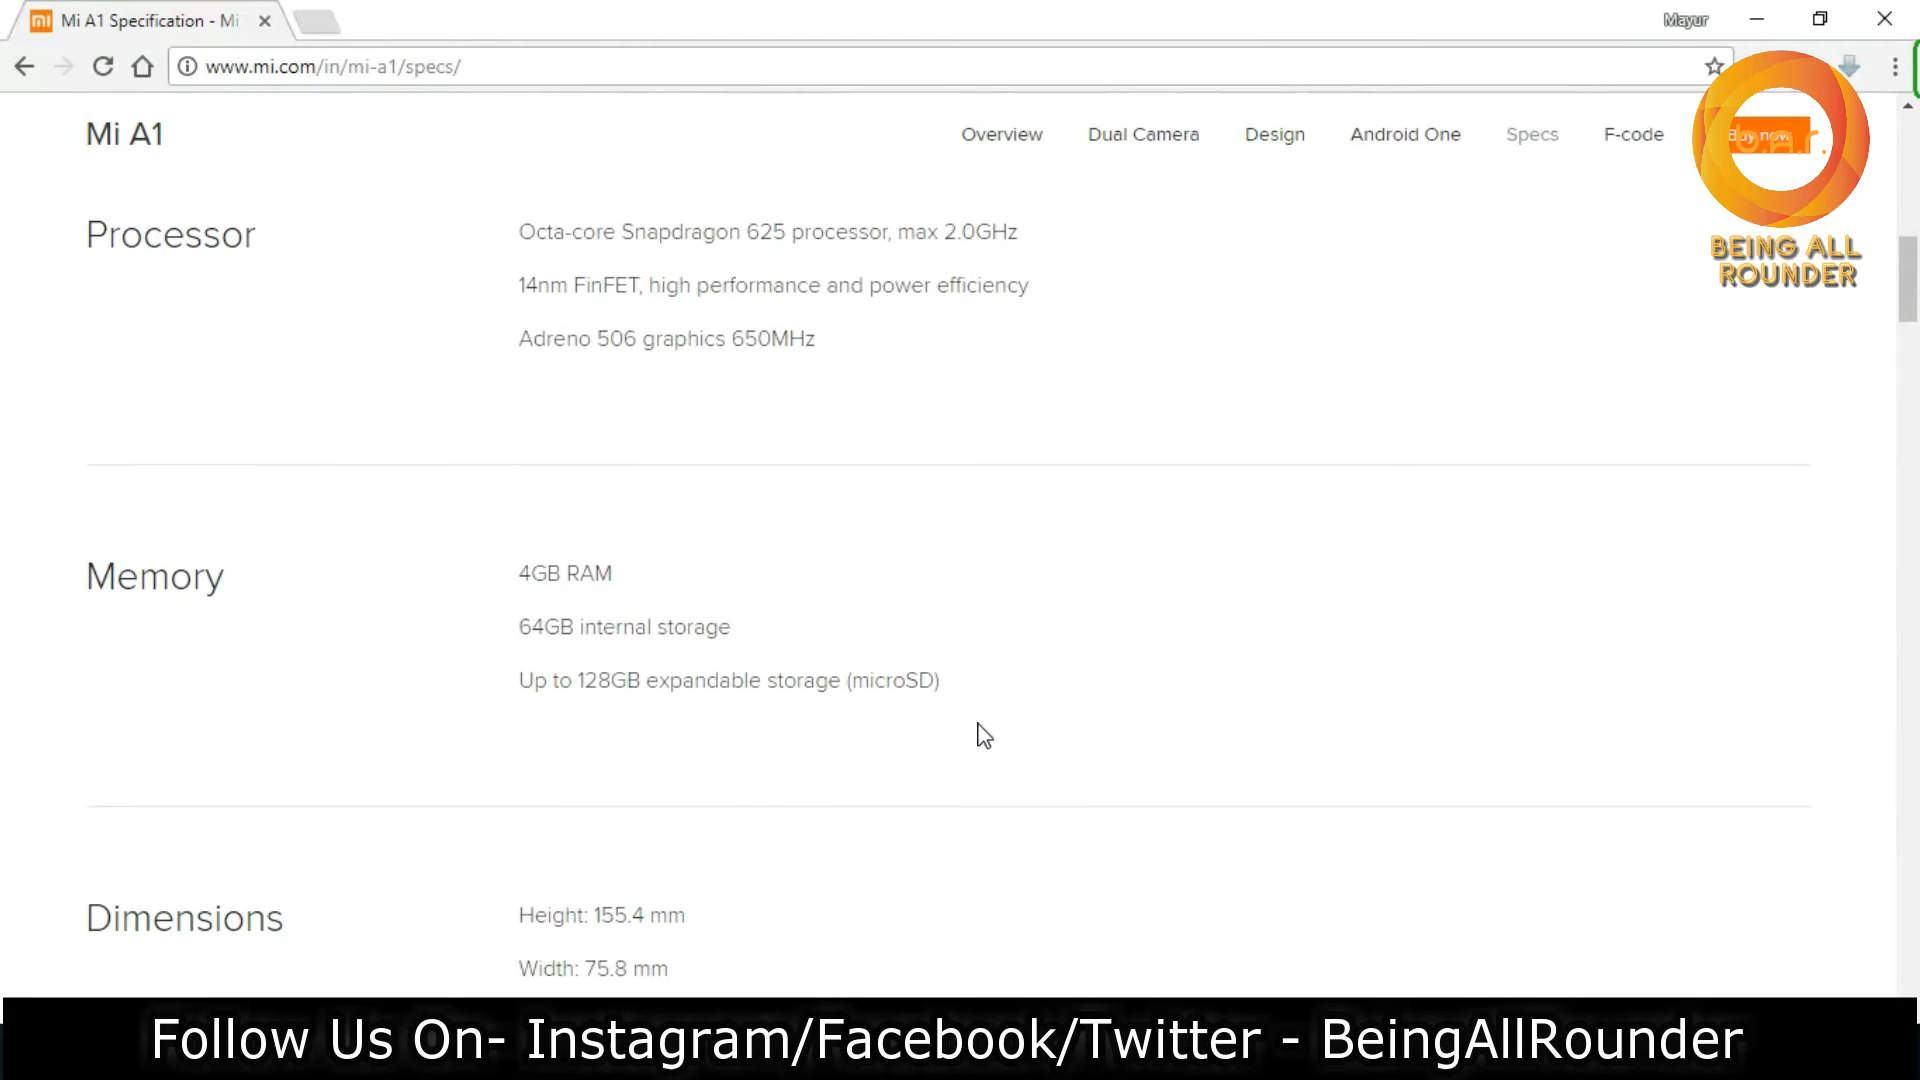 Mi A1 Specification - Mi
Mayur
www.mi.com/in/mi-a1/specs/
Mi A1
Overview
Dual Camera
Design
Android One
Specs
F-code
Buy now
b.a.r.
BEING ALL
ROUNDER
Processor
Octa-core Snapdragon 625 processor, max 2.0GHz
14nm FinFET, high performance and power efficiency
Adreno 506 graphics 650MHz
Memory
4GB RAM
64GB internal storage
Up to 128GB expandable storage (microSD)
Dimensions
Height: 155.4 mm
Width: 75.8 mm
Follow Us On- Instagram/Facebook/Twitter - BeingAllRounder